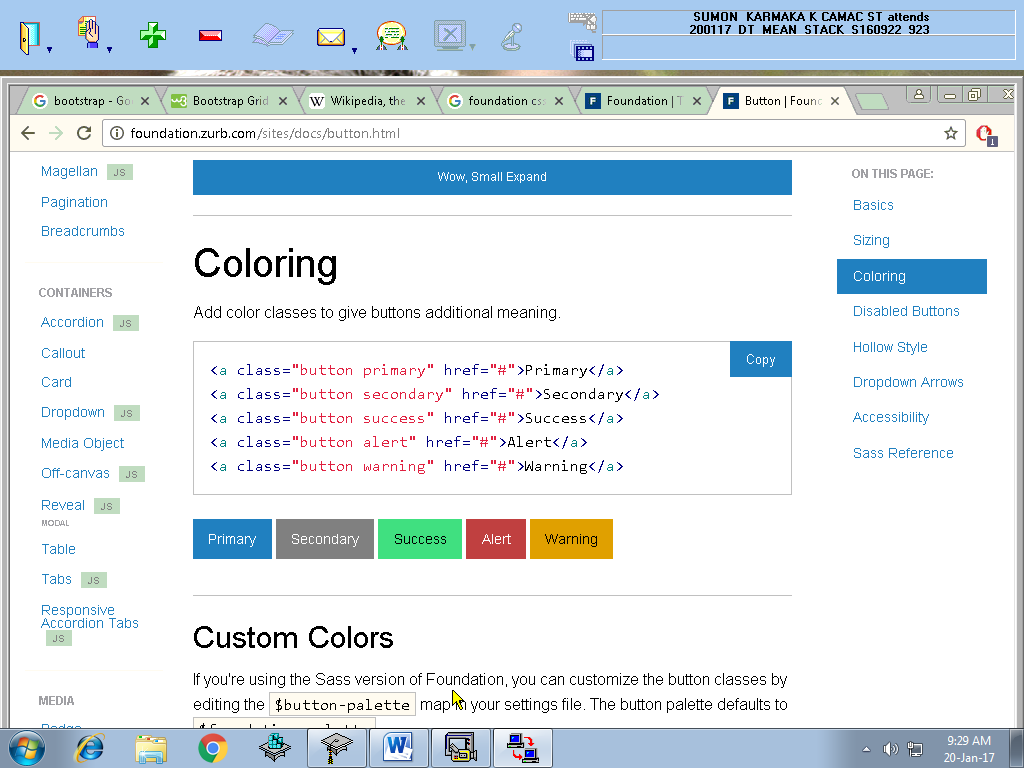 SUMON KARMAKA K CAMAC ST attends
200117 DT MEAN STACK S160922 923
bootstrap - Go
Bootstrap Grid
Wikipedia, the
foundation cs
Foundation | T
Button | Found
foundation.zurb.com/sites/docs/button.html
1
Magellan JS
Pagination
Breadcrumbs
CONTAINERS
Accordion JS
Callout
Card
Dropdown JS
Media Object
Off-canvas JS
Reveal JS
MODAL
Table
Tabs JS
Responsive
Accordion Tabs
JS
MEDIA
Wow, Small Expand
Coloring
Add color classes to give buttons additional meaning.
Copy
<a class="button primary" href="#">Primary</a>
<a class="button secondary" href="#">Secondary</a>
<a class="button success" href="#">Success</a>
<a class="button alert" href="#">Alert</a>
<a class="button warning" href="#">Warning</a>
Primary Secondary Success Alert Warning
Custom Colors
If you're using the Sass version of Foundation, you can customize the button classes by
editing the $button-palette map in your settings file. The button palette defaults to
ON THIS PAGE:
Basics
Sizing
Coloring
Disabled Buttons
Hollow Style
Dropdown Arrows
Accessibility
Sass Reference
9:29 AM
20-Jan-17